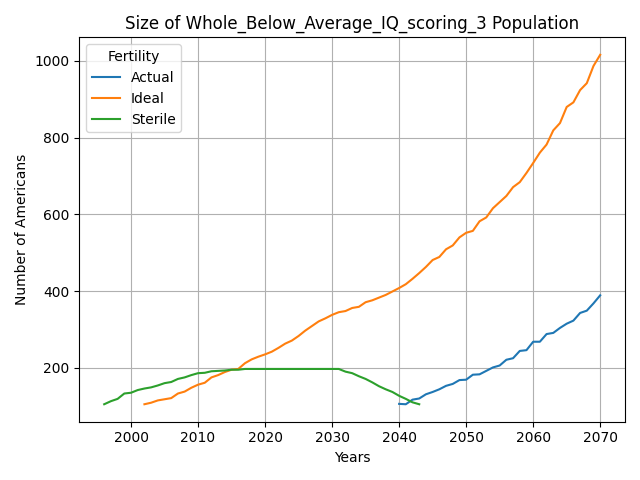 Size of Whole_Below_Average_IQ_scoring_3 Population
Fertility
Actual
Ideal
Sterile
1000
800
600
400
200
Number of Americans
2000 2010 2020 2030 2040 2050 2060 2070
Years